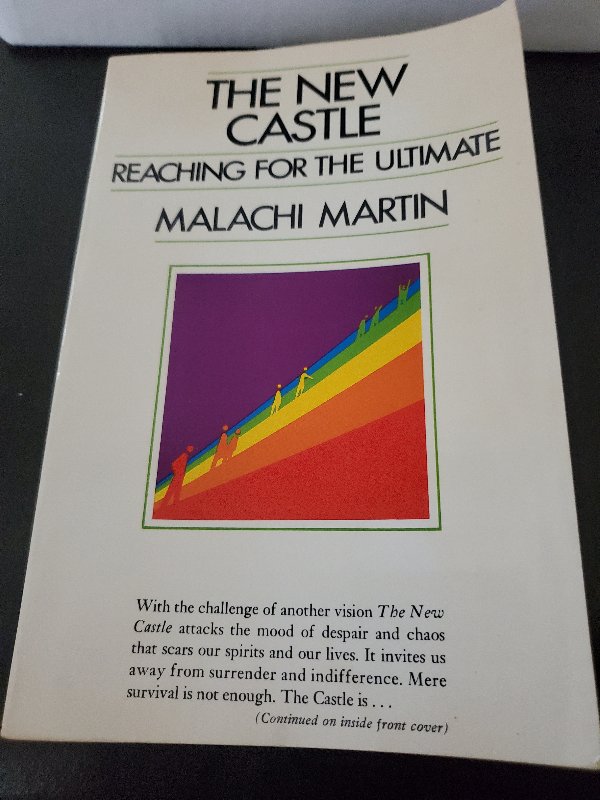 THE NEW
CASTLE
REACHING FOR THE ULTIMATE
MALACHI MARTIN
With the challenge of another vision The New
Castle attacks the mood of despair and chaos
that scars our spirits and our lives. It invites us
away from surrender and indifference. Mere
survival is not enough. The Castle is . . .
(Continued on inside front cover)